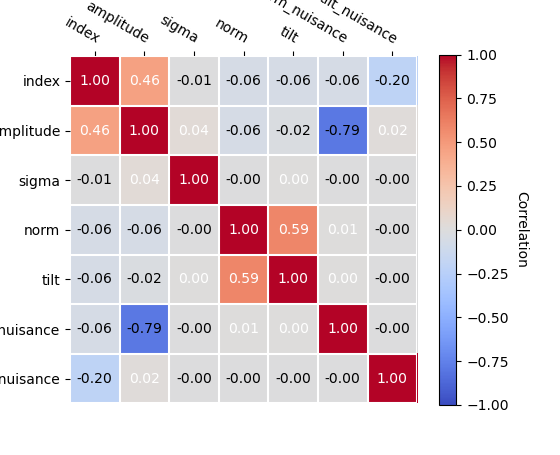 index amplitude sigma norm tilt _nuisance _nuisance
index 1.00 0.46 -0.01 -0.06 -0.06 -0.06 -0.20
mplitude 0.46 1.00 0.04 -0.06 -0.02 -0.79 0.02
sigma -0.01 0.04 1.00 -0.00 0.00 -0.00 -0.00
norm -0.06 -0.06 -0.00 1.00 0.59 0.01 -0.00
tilt -0.06 -0.02 0.00 0.59 1.00 0.00 -0.00
nuisance -0.06 -0.79 -0.00 0.01 0.00 1.00 -0.00
nuisance -0.20 0.02 -0.00 -0.00 -0.00 -0.00 1.00
1.00
0.75
0.50
0.25
0.00
−0.25
−0.50
−0.75
−1.00
Correlation